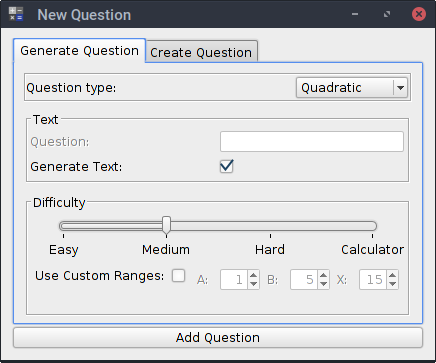 New Question
Generate Question Create Question
Question type: Quadratic
Text
Question:
Generate Text:
Difficulty
Easy Medium Hard Calculator
Use Custom Ranges: A: 1 B: 5 X: 15
Add Question